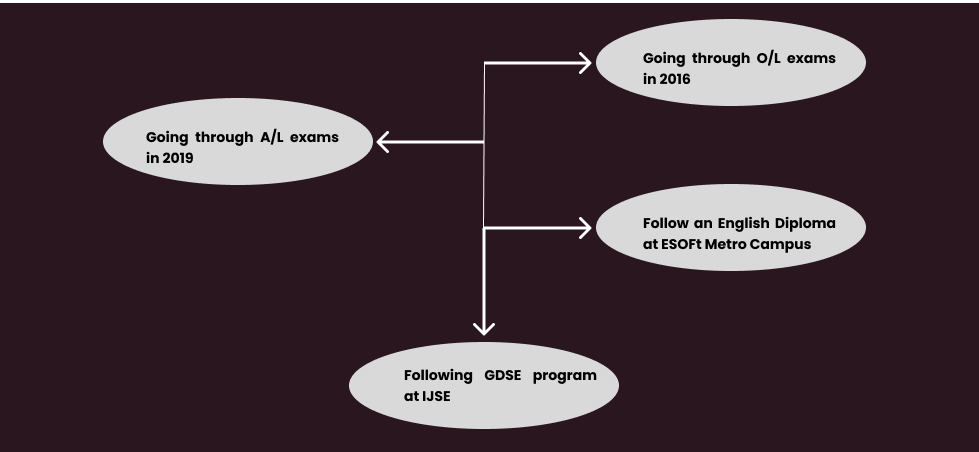 Going through O/L exams
in 2016
Going through A/L exams
in 2019
Follow an English Diploma
at ESOFt Metro Campus
Following GDSE program
at IJSE